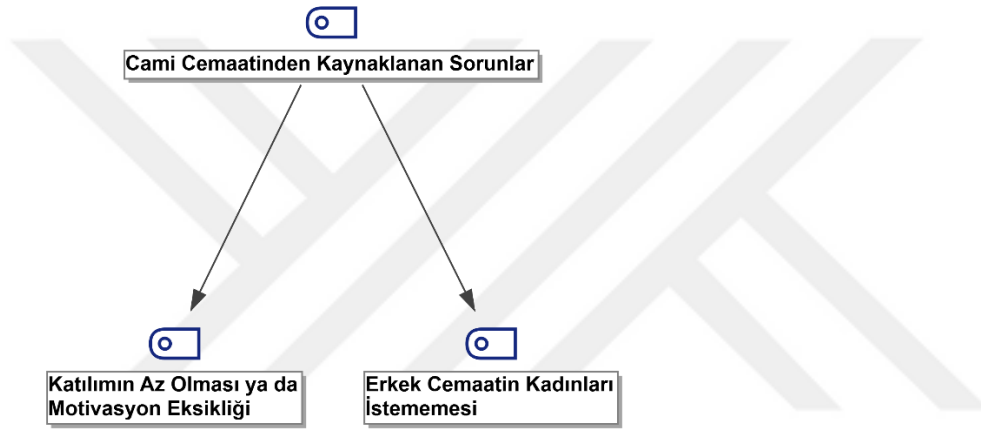 Cami Cemaatinden Kaynaklanan Sorunlar
Katılımın Az Olması ya da
Motivasyon Eksikliği
Erkek Cemaatin Kadınları
İstememesi